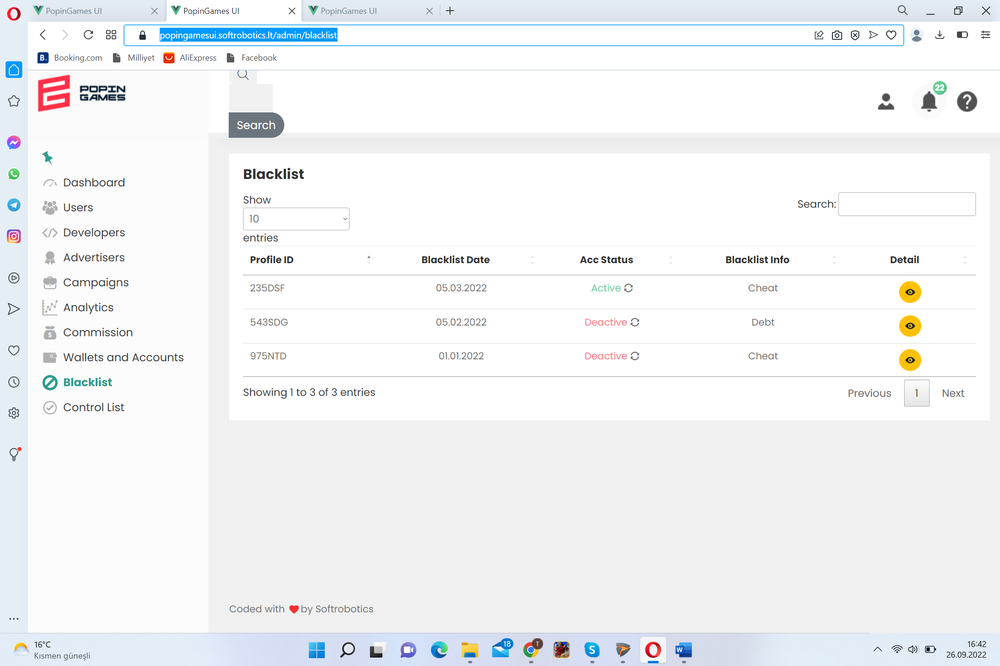 PopinGames UI
PopinGames UI
PopinGames UI
popingamesui.softrobotics.lt/admin/blacklist
B. Booking.com
Milliyet
AliExpress
Facebook
POPIN
GAMES
22
Search
Dashboard
Users
Developers
Advertisers
Campaigns
Analytics
Commission
Wallets and Accounts
Blacklist
Control List
Blacklist
Show
10
entries
Search:
Profile ID Blacklist Date Acc Status Blacklist Info Detail
235DSF 05.03.2022 Active Cheat
543SDG 05.02.2022 Deactive Debt
975NTD 01.01.2022 Deactive Cheat
Showing 1 to 3 of 3 entries
Previous 1 Next
Coded with by Softrobotics
16°C
Kısmen güneşli
18
T
S
W
16:42
26.09.2022